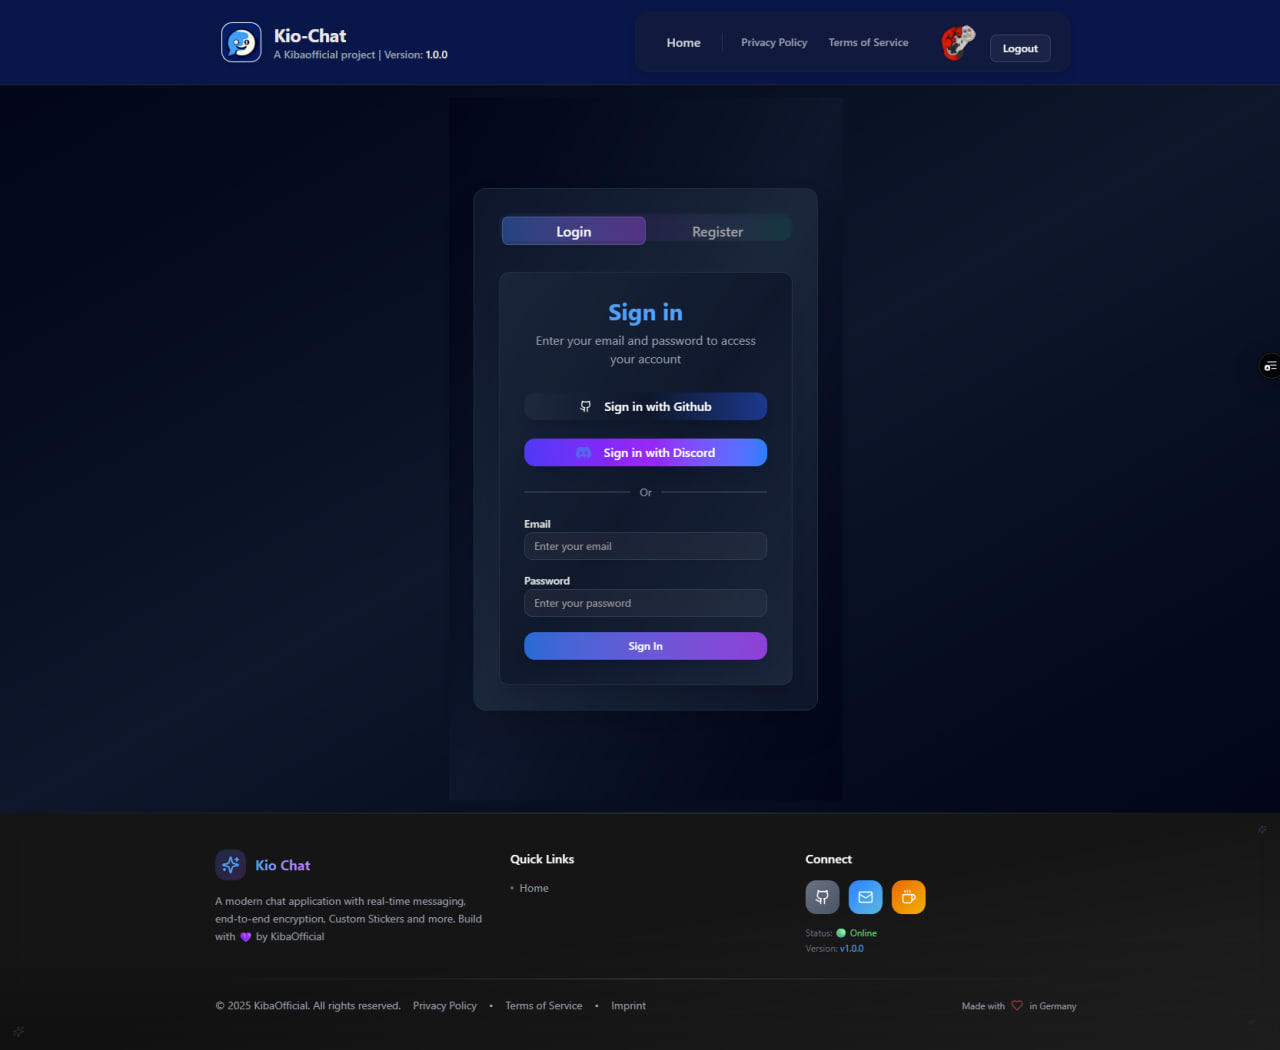 Kio-Chat
A Kibaofficial project | Version: 1.0.0
Home
Privacy Policy
Terms of Service
Logout
Login
Register
Sign in
Enter your email and password to access
your account
Sign in with Github
Sign in with Discord
Or
Email
Enter your email
Password
Enter your password
Sign In
Kio Chat
A modern chat application with real-time messaging,
end-to-end encryption, Custom Stickers and more. Build
with 💜 by KibaOfficial
Quick Links
• Home
Connect
Status: Online
Version: v1.0.0
© 2025 KibaOfficial. All rights reserved. Privacy Policy • Terms of Service • Imprint
Made with ♡ in Germany